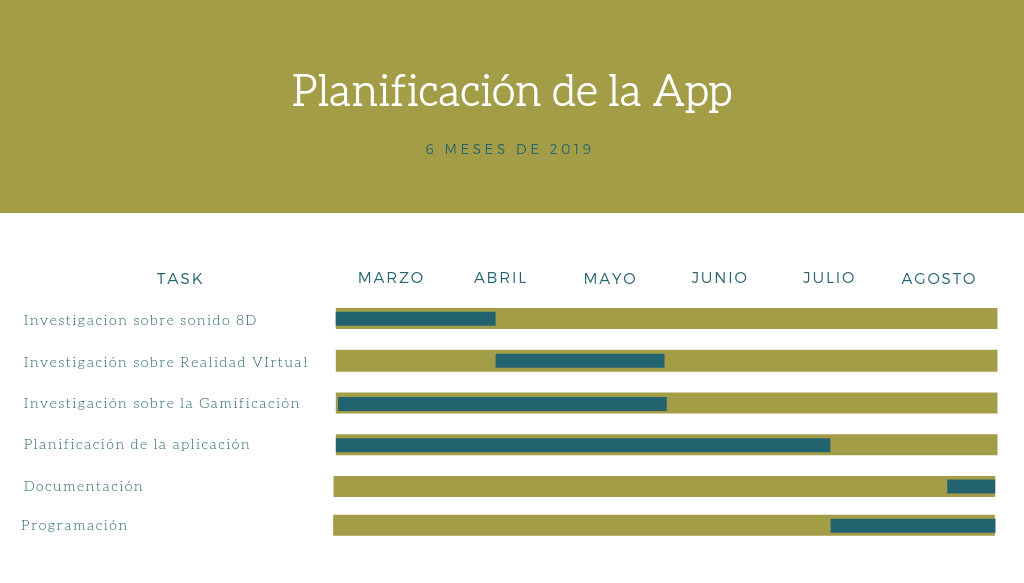 Planificación de la App
6 MESES DE 2019
TASK MARZO ABRIL MAYO JUNIO JULIO AGOSTO
Investigacion sobre sonido 8D
Investigación sobre Realidad VIrtual
Investigación sobre la Gamificación
Planificación de la aplicación
Documentación
Programación